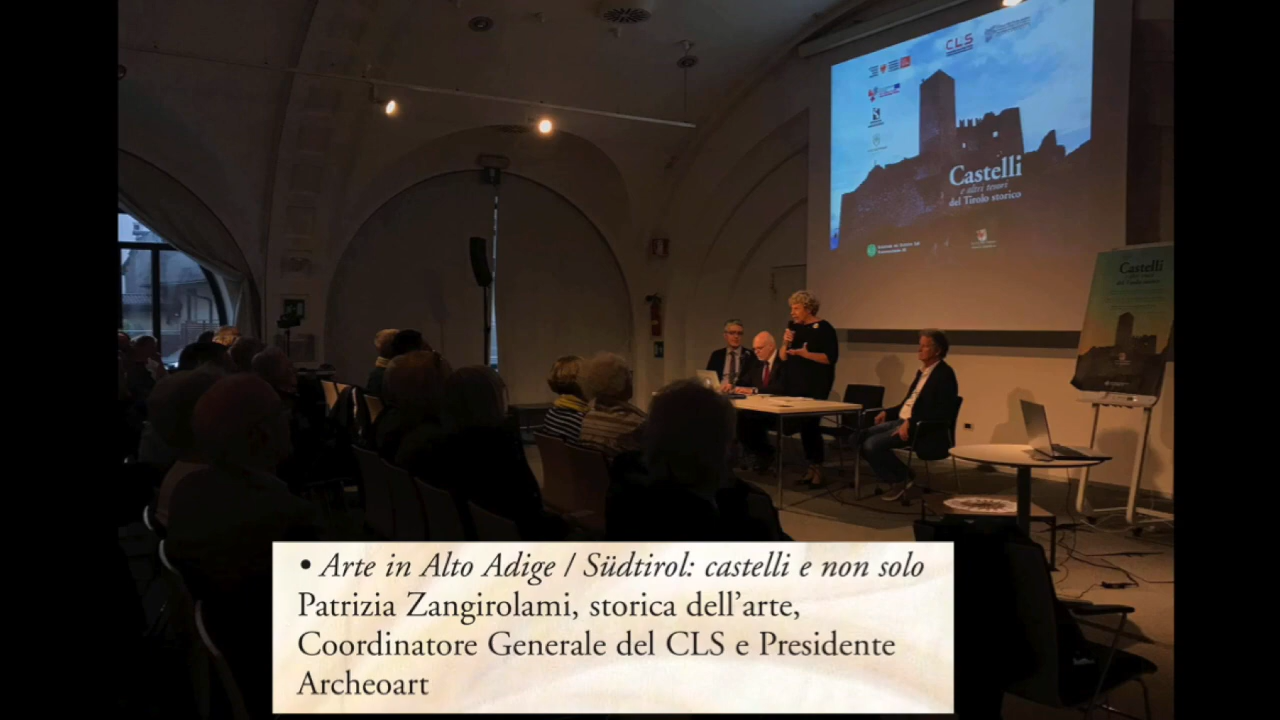 CLS
Castelli
e altri tesori
del Tirolo storico
Castelli
• Arte in Alto Adige / Südtirol: castelli e non solo
Patrizia Zangirolami, storica dell'arte,
Coordinatore Generale del CLS e Presidente
Archeoart